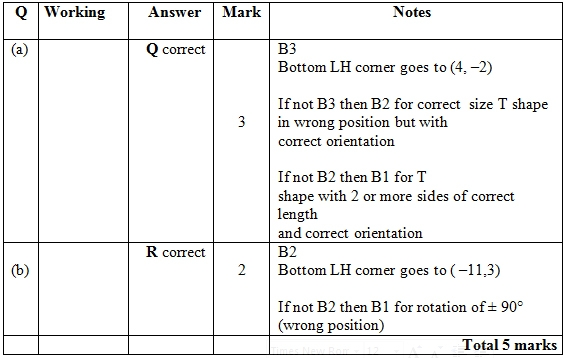 Q Working Answer Mark Notes
(a) Q correct B3
Bottom LH corner goes to (4, –2)
If not B3 then B2 for correct size T shape
3 in wrong position but with
correct orientation
If not B2 then B1 for T
shape with 2 or more sides of correct
length
and correct orientation
R correct B2
(b) 2 Bottom LH corner goes to ( –11,3)
If not B2 then B1 for rotation of ± 90°
(wrong position)
Total 5 marks